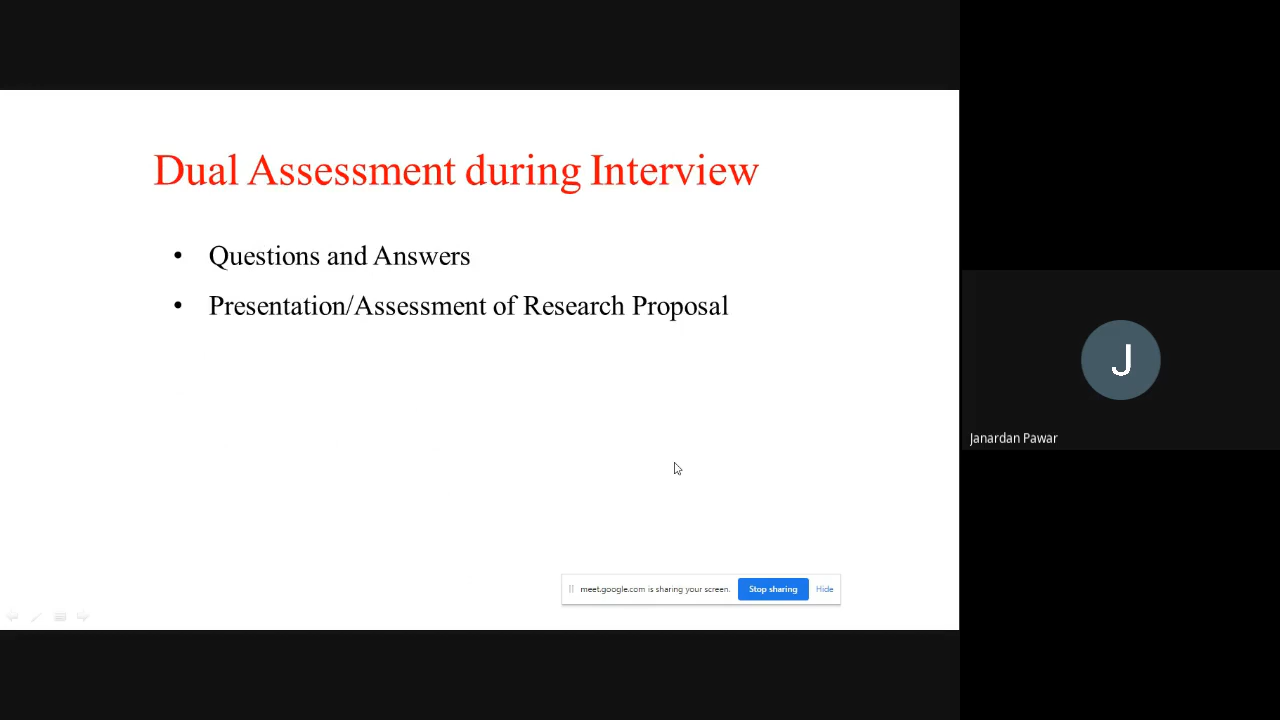 Dual Assessment during Interview
• Questions and Answers
• Presentation/Assessment of Research Proposal
J
Janardan Pawar
meet.google.com is sharing your screen. Stop sharing Hide